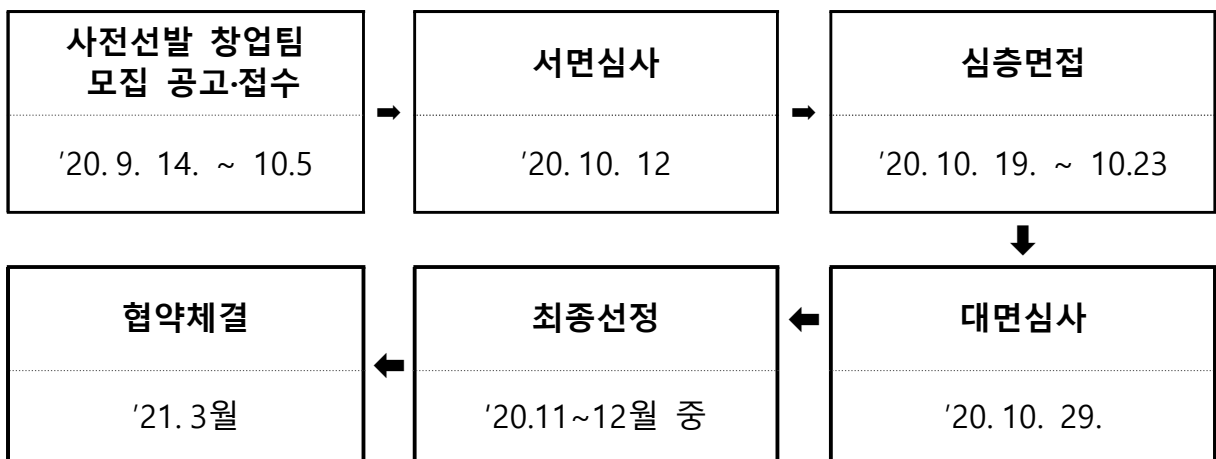 사전선발 창업팀
모집 공고·접수
'20. 9. 14. ~ 10.5
서면심사
'20. 10. 12
심층면접
'20. 10. 19. ~ 10.23
대면심사
'20. 10. 29.
최종선정
'20.11~12월 중
협약체결
'21. 3월